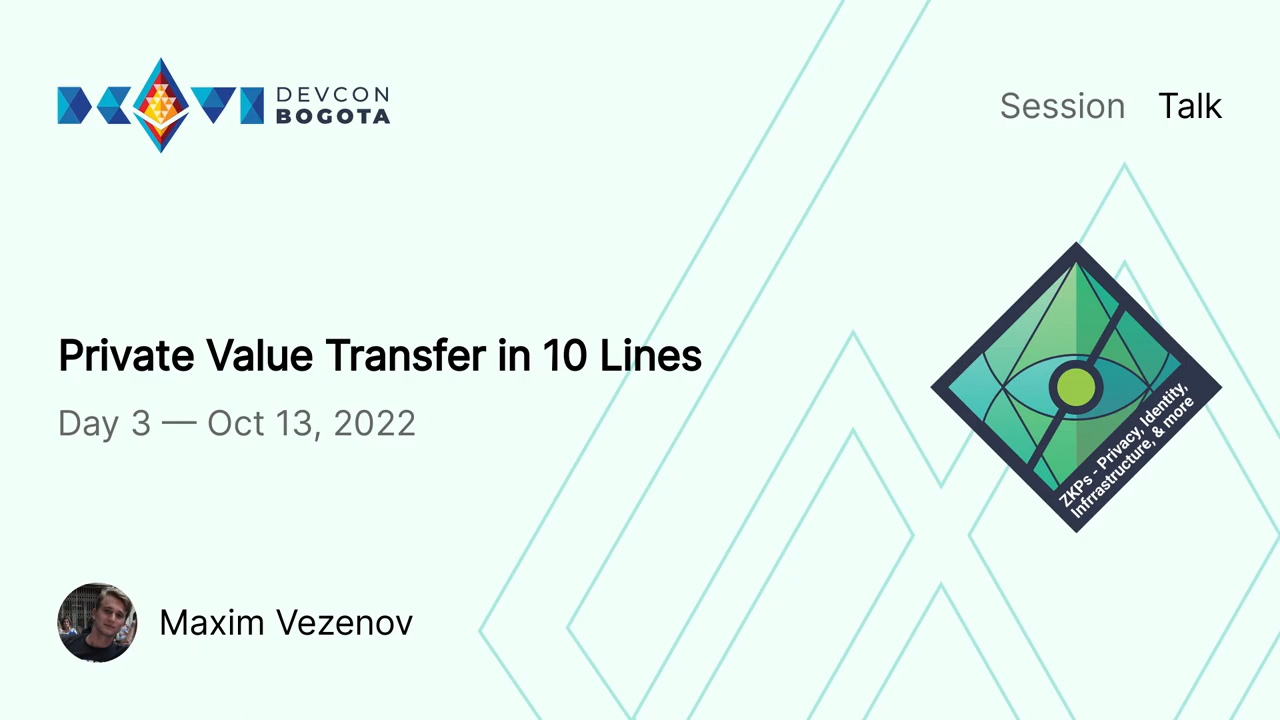 DEVCON
BOGOTA
Session Talk
Private Value Transfer in 10 Lines
Day 3 — Oct 13, 2022
ZKPs - Privacy, Identity,
Infrrastructure, & more
Maxim Vezenov